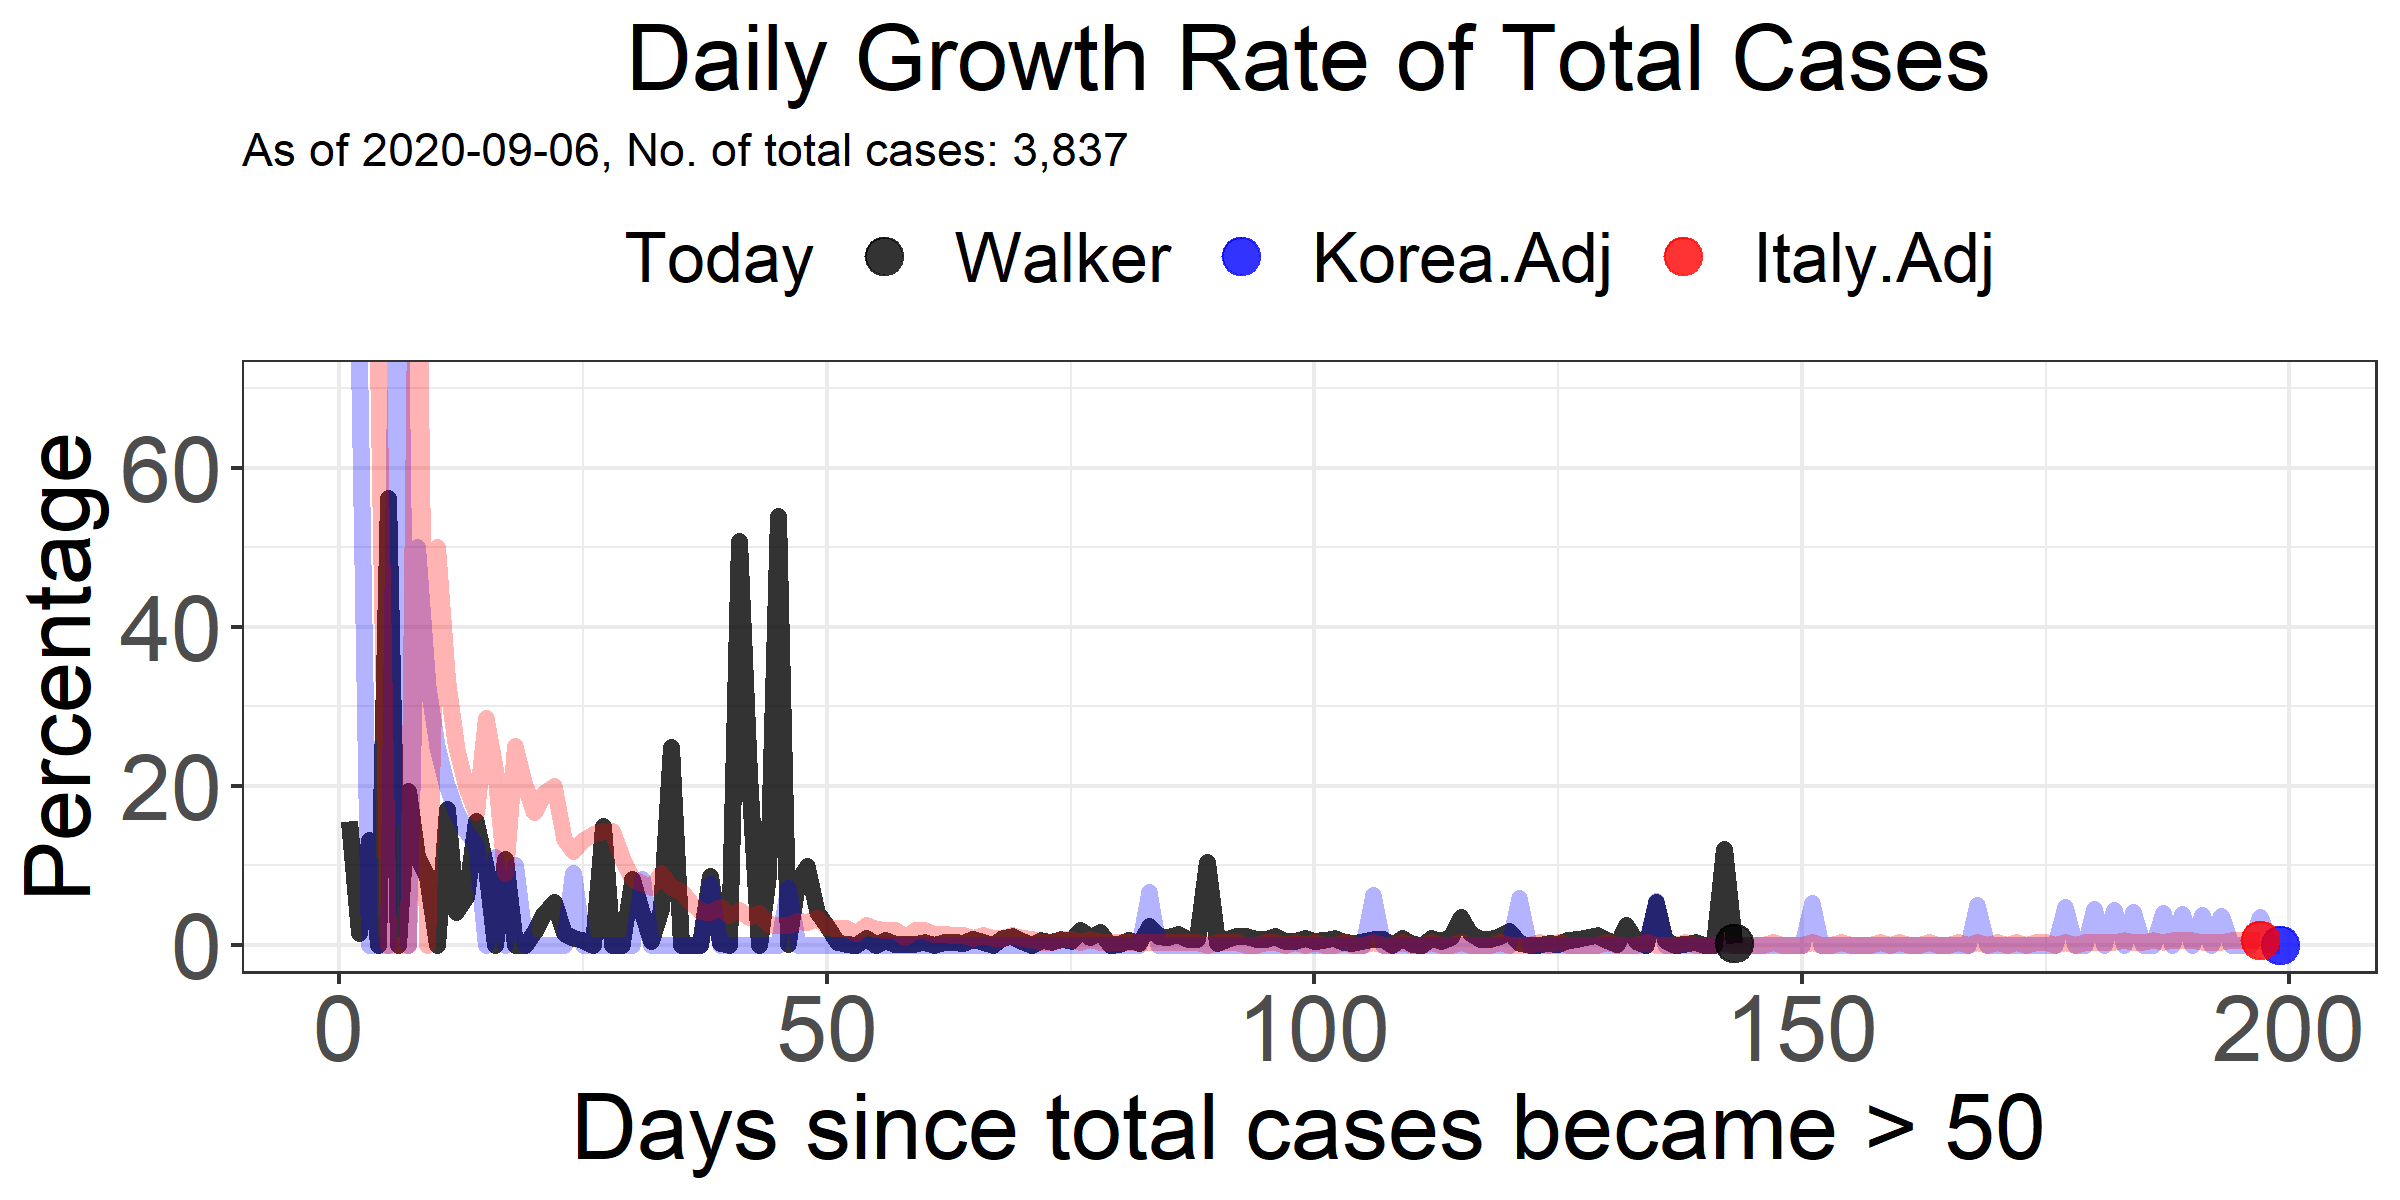 Daily Growth Rate of Total Cases
As of 2020-09-06, No. of total cases: 3,837
Today Walker Korea.Adj Italy.Adj
Percentage
60
40
20
0
0 50 100 150 200
Days since total cases became > 50